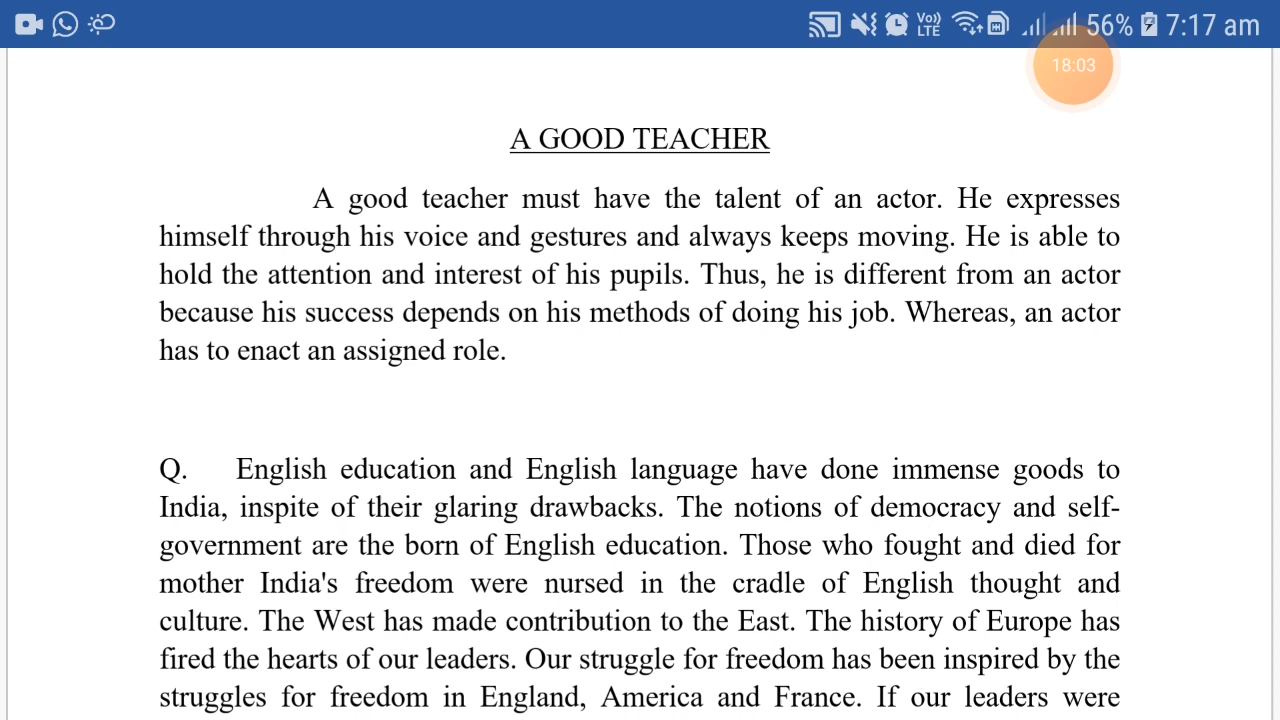 Vo))
LTE
56%
7:17 am
18:03
A GOOD TEACHER
A good teacher must have the talent of an actor. He expresses
himself through his voice and gestures and always keeps moving. He is able to
hold the attention and interest of his pupils. Thus, he is different from an actor
because his success depends on his methods of doing his job. Whereas, an actor
has to enact an assigned role.
Q. English education and English language have done immense goods to
India, inspite of their glaring drawbacks. The notions of democracy and self-
government are the born of English education. Those who fought and died for
mother India's freedom were nursed in the cradle of English thought and
culture. The West has made contribution to the East. The history of Europe has
fired the hearts of our leaders. Our struggle for freedom has been inspired by the
struggles for freedom in England, America and France. If our leaders were